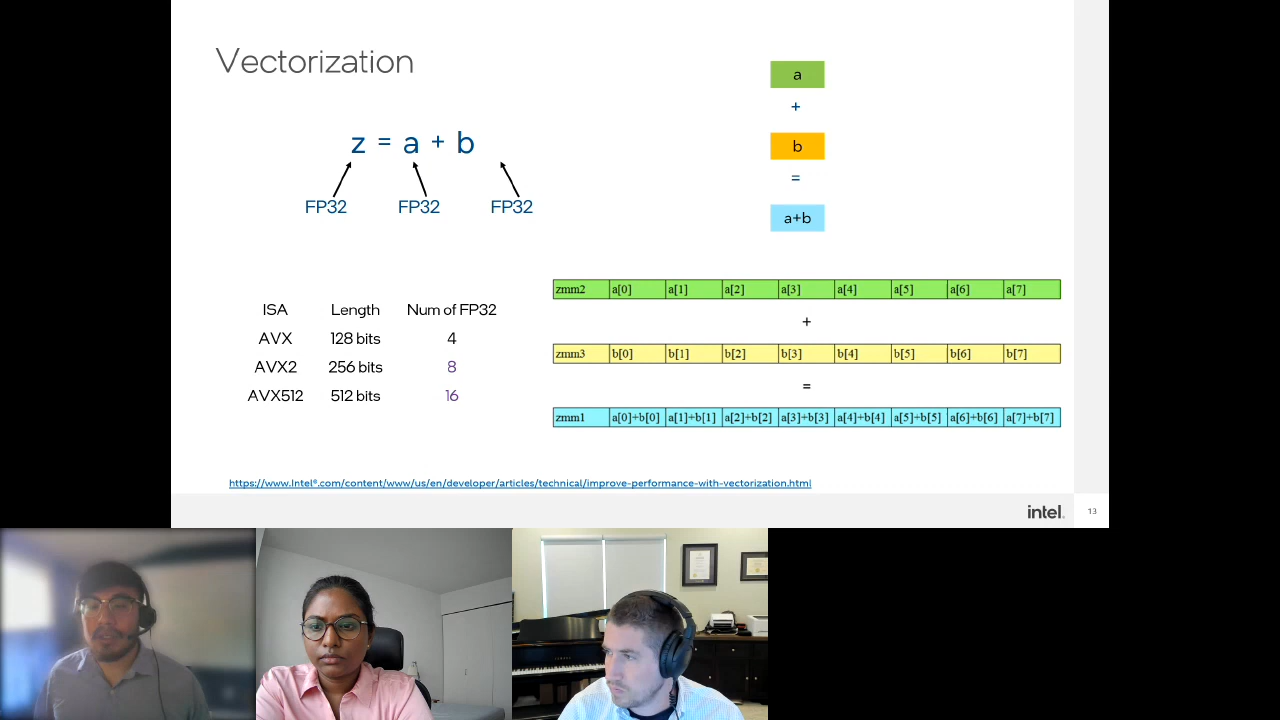 Vectorization
z = a + b
FP32 FP32 FP32
a
+
b
=
a+b
ISA Length Num of FP32
AVX 128 bits 4
AVX2 256 bits 8
AVX512 512 bits 16
zmm2 a[0] a[1] a[2] a[3] a[4] a[5] a[6] a[7]
+
zmm3 b[0] b[1] b[2] b[3] b[4] b[5] b[6] b[7]
=
zmm1 a[0]+b[0] a[1]+b[1] a[2]+b[2] a[3]+b[3] a[4]+b[4] a[5]+b[5] a[6]+b[6] a[7]+b[7]
https://www.Intel®.com/content/www/us/en/developer/articles/technical/improve-performance-with-vectorization.html
intel.
13